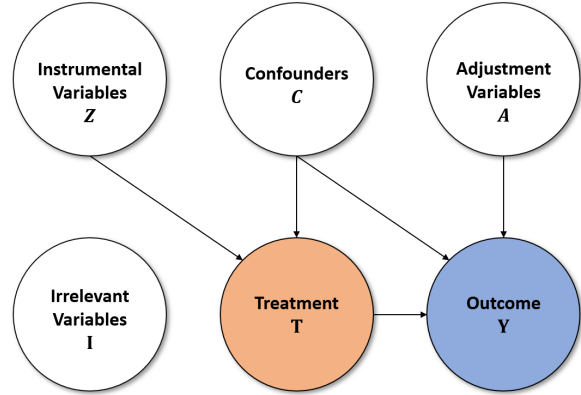 Instrumental
Variables
Z
Confounders
C
Adjustment
Variables
A
Irrelevant
Variables
I
Treatment
T
Outcome
Y